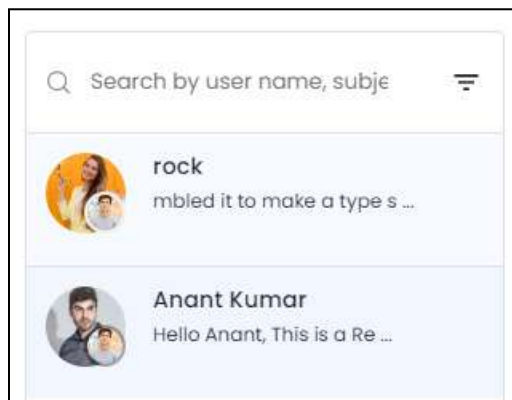 Search by user name, subje
rock
mbled it to make a type s ...
Anant Kumar
Hello Anant, This is a Re ...